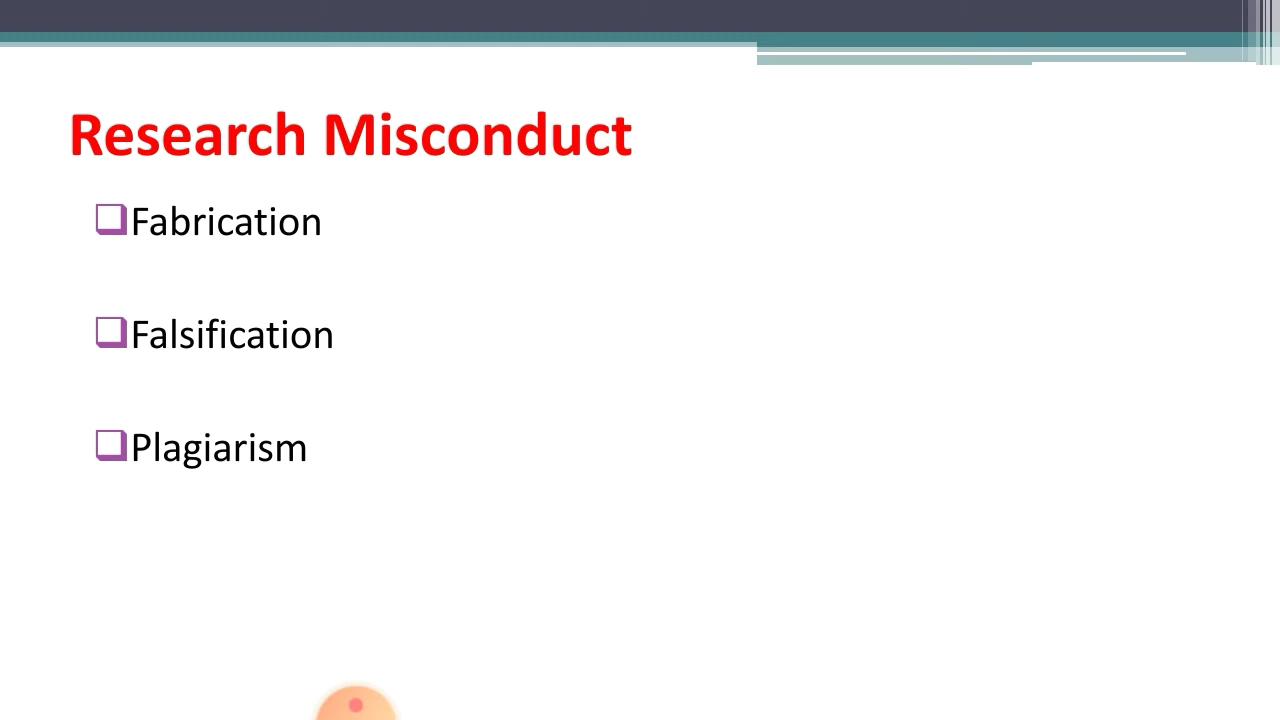 Research Misconduct
❑Fabrication
❑Falsification
❑Plagiarism